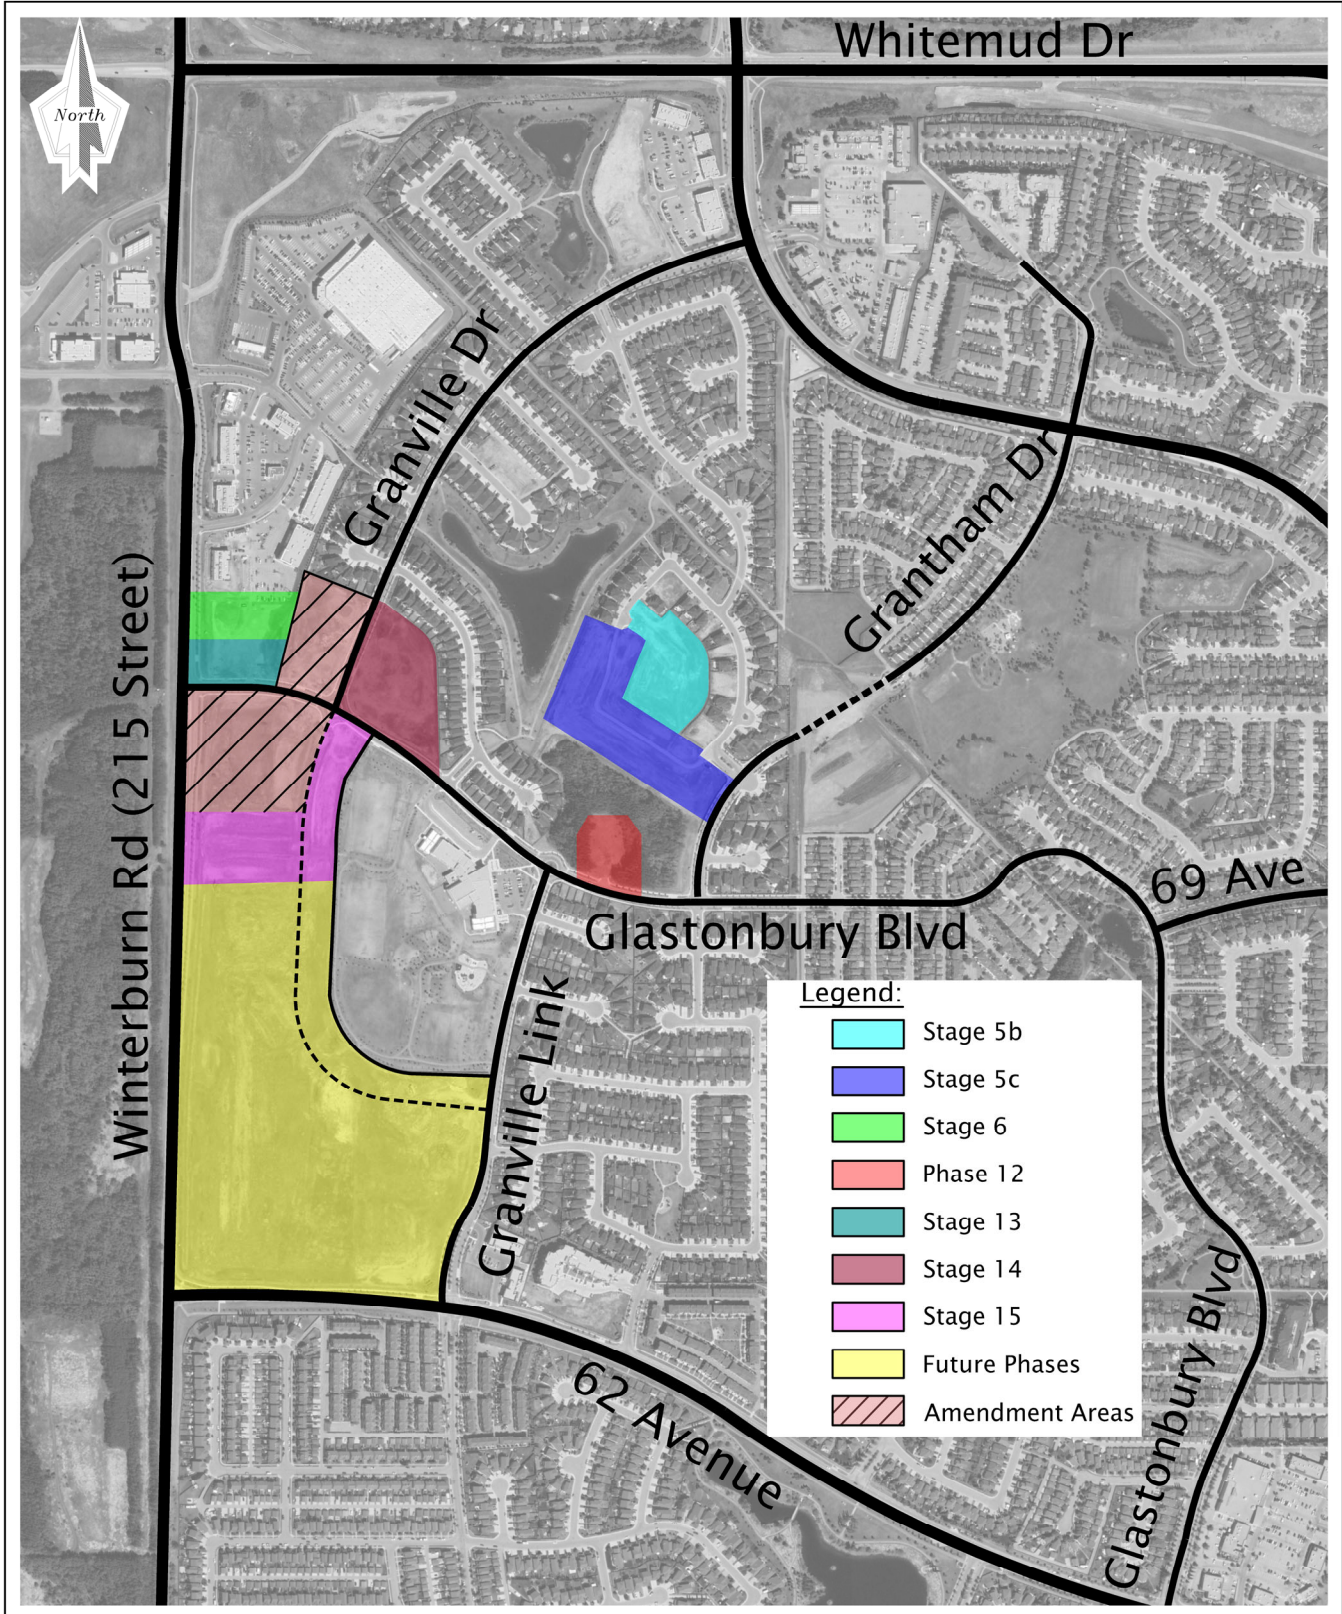 Whitemud Dr
North
Granville Dr
Grantham Dr
Winterburn Rd (215 Street)
69 Ave
Glastonbury Blvd
Granville Link
Legend:
Stage 5b
Stage 5c
Stage 6
Phase 12
Stage 13
Stage 14
Stage 15
Future Phases
Amendment Areas
Glastonbury Blvd
62 Avenue